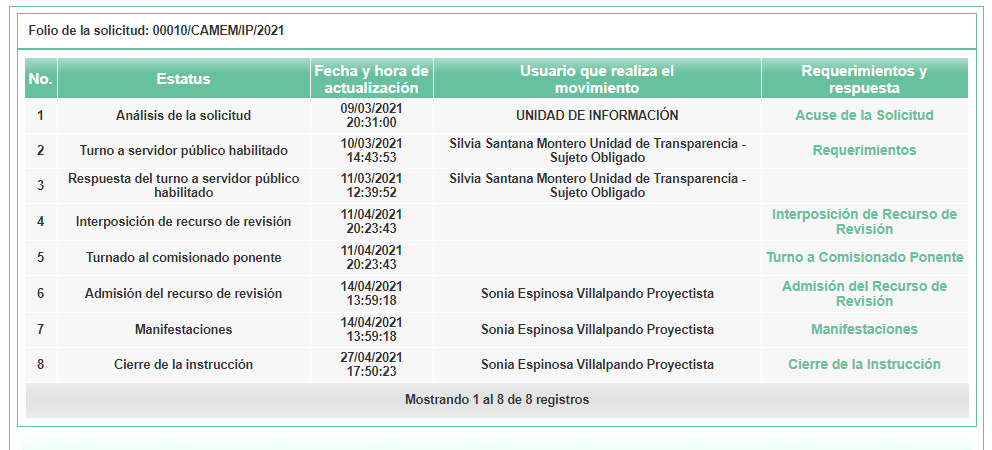 Folio de la solicitud: 00010/CAMEM/IP/2021
No. Estatus Fecha y hora de actualización Usuario que realiza el movimiento Requerimientos y respuesta
1 Análisis de la solicitud 09/03/2021 20:31:00 UNIDAD DE INFORMACIÓN Acuse de la Solicitud
2 Turno a servidor público habilitado 10/03/2021 14:43:53 Silvia Santana Montero Unidad de Transparencia - Sujeto Obligado Requerimientos
3 Respuesta del turno a servidor público habilitado 11/03/2021 12:39:52 Silvia Santana Montero Unidad de Transparencia - Sujeto Obligado
4 Interposición de recurso de revisión 11/04/2021 20:23:43 Interposición de Recurso de Revisión
5 Turnado al comisionado ponente 11/04/2021 20:23:43 Turno a Comisionado Ponente
6 Admisión del recurso de revisión 14/04/2021 13:59:18 Sonia Espinosa Villalpando Proyectista Admisión del Recurso de Revisión
7 Manifestaciones 14/04/2021 13:59:18 Sonia Espinosa Villalpando Proyectista Manifestaciones
8 Cierre de la instrucción 27/04/2021 17:50:23 Sonia Espinosa Villalpando Proyectista Cierre de la Instrucción
Mostrando 1 al 8 de 8 registros